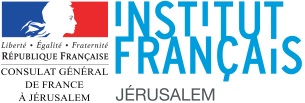 Liberté • Égalité • Fraternité
RÉPUBLIQUE FRANÇAISE
CONSULAT GÉNÉRAL
DE FRANCE
À JÉRUSALEM
INSTITUT
FRANÇAIS
JÉRUSALEM